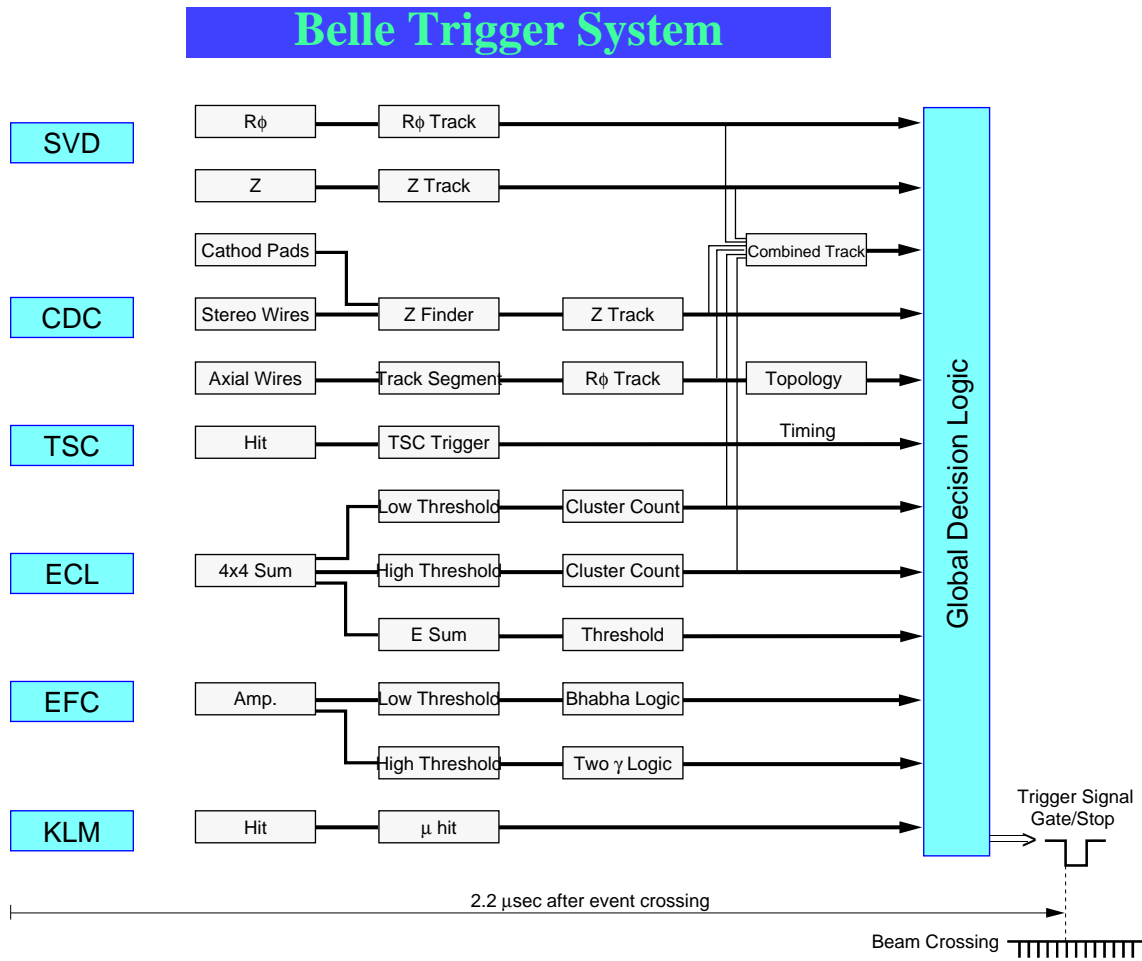 Belle Trigger System
SVD
Rϕ
Rϕ Track
Z
Z Track
Cathod Pads
Combined Track
CDC
Stereo Wires
Z Finder
Z Track
Axial Wires
Track Segment
Rϕ Track
Topology
TSC
Hit
TSC Trigger
Timing
Low Threshold
Cluster Count
ECL
4x4 Sum
High Threshold
Cluster Count
E Sum
Threshold
EFC
Amp.
Low Threshold
Bhabha Logic
High Threshold
Two γ Logic
KLM
Hit
μ hit
Global Decision Logic
Trigger Signal
Gate/Stop
2.2 μsec after event crossing
Beam Crossing